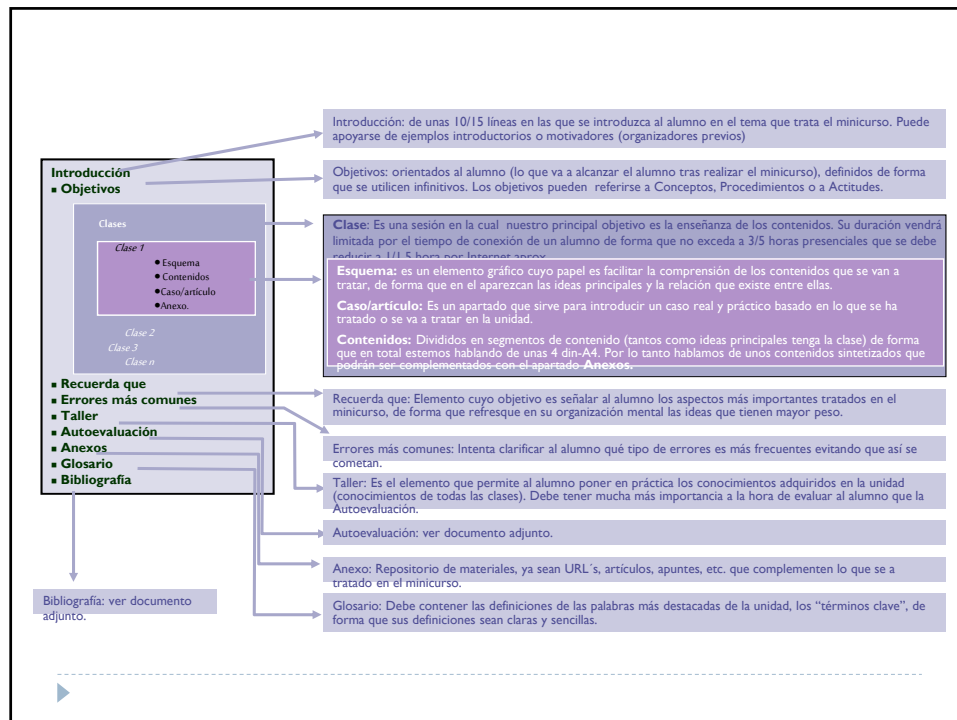 Introducción: de unas 10/15 líneas en las que se introduzca al alumno en el tema que trata el minicurso. Puede
apoyarse de ejemplos introductorios o motivadores (organizadores previos)
Introducción
Objetivos
Objetivos: orientados al alumno (lo que va a alcanzar el alumno tras realizar el minicurso), definidos de forma
que se utilicen infinitivos. Los objetivos pueden referirse a Conceptos, Procedimientos o a Actitudes.
Clases
Clase 1
Esquema
Contenidos
Caso/artículo
Anexo.
Clase 2
Clase 3
Clase n
Clase: Es una sesión en la cual nuestro principal objetivo es la enseñanza de los contenidos. Su duración vendrá
limitada por el tiempo de conexión de un alumno de forma que no exceda a 3/5 horas presenciales que se debe
reducir a 1/1,5 hora por Internet aprox
Esquema: es un elemento gráfico cuyo papel es facilitar la comprensión de los contenidos que se van a
tratar, de forma que en el aparezcan las ideas principales y la relación que existe entre ellas.
Caso/artículo: Es un apartado que sirve para introducir un caso real y práctico basado en lo que se ha
tratado o se va a tratar en la unidad.
Contenidos: Divididos en segmentos de contenido (tantos como ideas principales tenga la clase) de forma
que en total estemos hablando de unas 4 din-A4. Por lo tanto hablamos de unos contenidos sintetizados que
podrán ser complementados con el apartado Anexos.
Recuerda que
Errores más comunes
Taller
Autoevaluación
Anexos
Glosario
Bibliografía
Recuerda que: Elemento cuyo objetivo es señalar al alumno los aspectos más importantes tratados en el
minicurso, de forma que refresque en su organización mental las ideas que tienen mayor peso.
Errores más comunes: Intenta clarificar al alumno qué tipo de errores es más frecuentes evitando que así se
cometan.
Taller: Es el elemento que permite al alumno poner en práctica los conocimientos adquiridos en la unidad
(conocimientos de todas las clases). Debe tener mucha más importancia a la hora de evaluar al alumno que la
Autoevaluación.
Autoevaluación: ver documento adjunto.
Anexo: Repositorio de materiales, ya sean URL´s, artículos, apuntes, etc. que complementen lo que se a
tratado en el minicurso.
Glosario: Debe contener las definiciones de las palabras más destacadas de la unidad, los “términos clave”, de
forma que sus definiciones sean claras y sencillas.
Bibliografía: ver documento
adjunto.